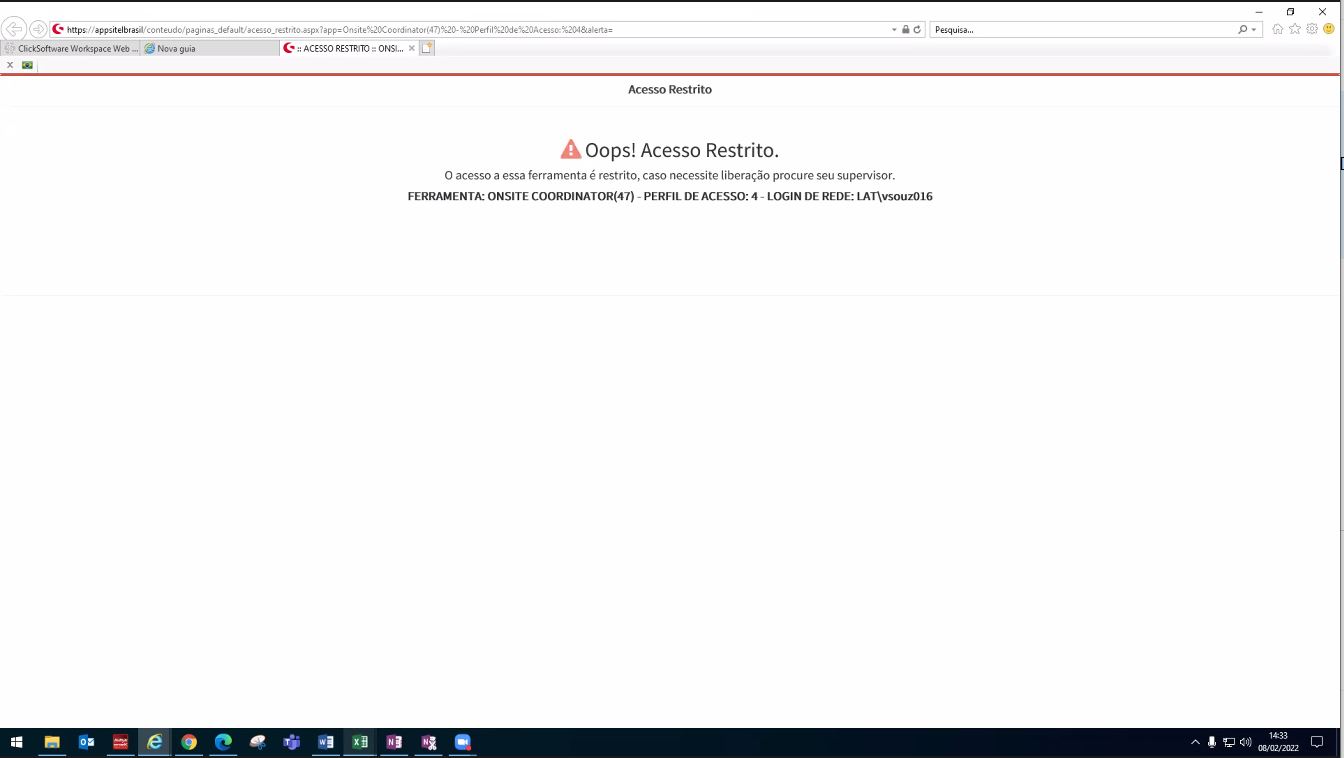 https://appsitelbrasil/conteudo/paginas_default/acesso_restrito.aspx?app=Onsite%20Coordinator(47)%20-%20Perfil%20de%20Acesso:%204&alerta=
Pesquisa...
ClickSoftware Workspace Web ...
Nova guia
:: ACESSO RESTRITO :: ONSI...
Acesso Restrito
Oops! Acesso Restrito.
O acesso a essa ferramenta é restrito, caso necessite liberação procure seu supervisor.
FERRAMENTA: ONSITE COORDINATOR(47) - PERFIL DE ACESSO: 4 - LOGIN DE REDE: LAT\vsouz016
14:33
08/02/2022